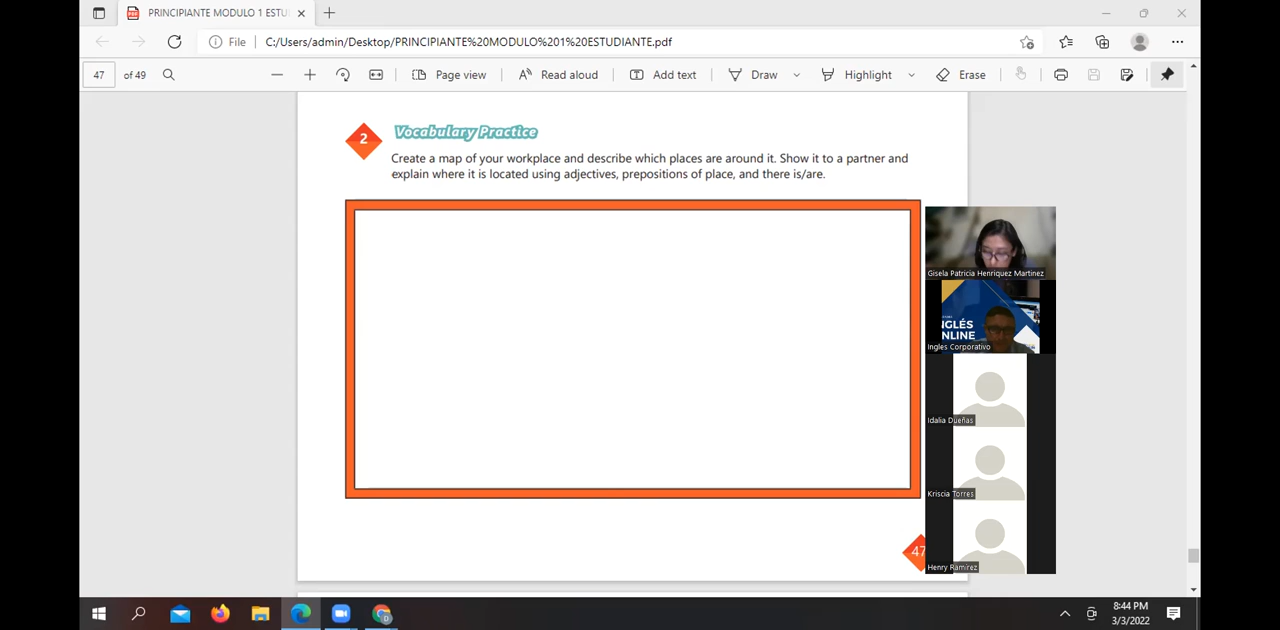 PRINCIPIANTE MODULO 1 ESTU
File
C:/Users/admin/Desktop/PRINCIPIANTE%20MODULO%201%20ESTUDIANTE.pdf
47 of 49
Page view
Read aloud
Add text
Draw
Highlight
Erase
2 Vocabulary Practice
Create a map of your workplace and describe which places are around it. Show it to a partner and
explain where it is located using adjectives, prepositions of place, and there is/are.
Gisela Patricia Henriquez Martinez
INGLÉS
ONLINE
Ingles Corporativo
Idalia Dueñas
Kriscia Torres
Henry Ramírez
47
8:44 PM
3/3/2022